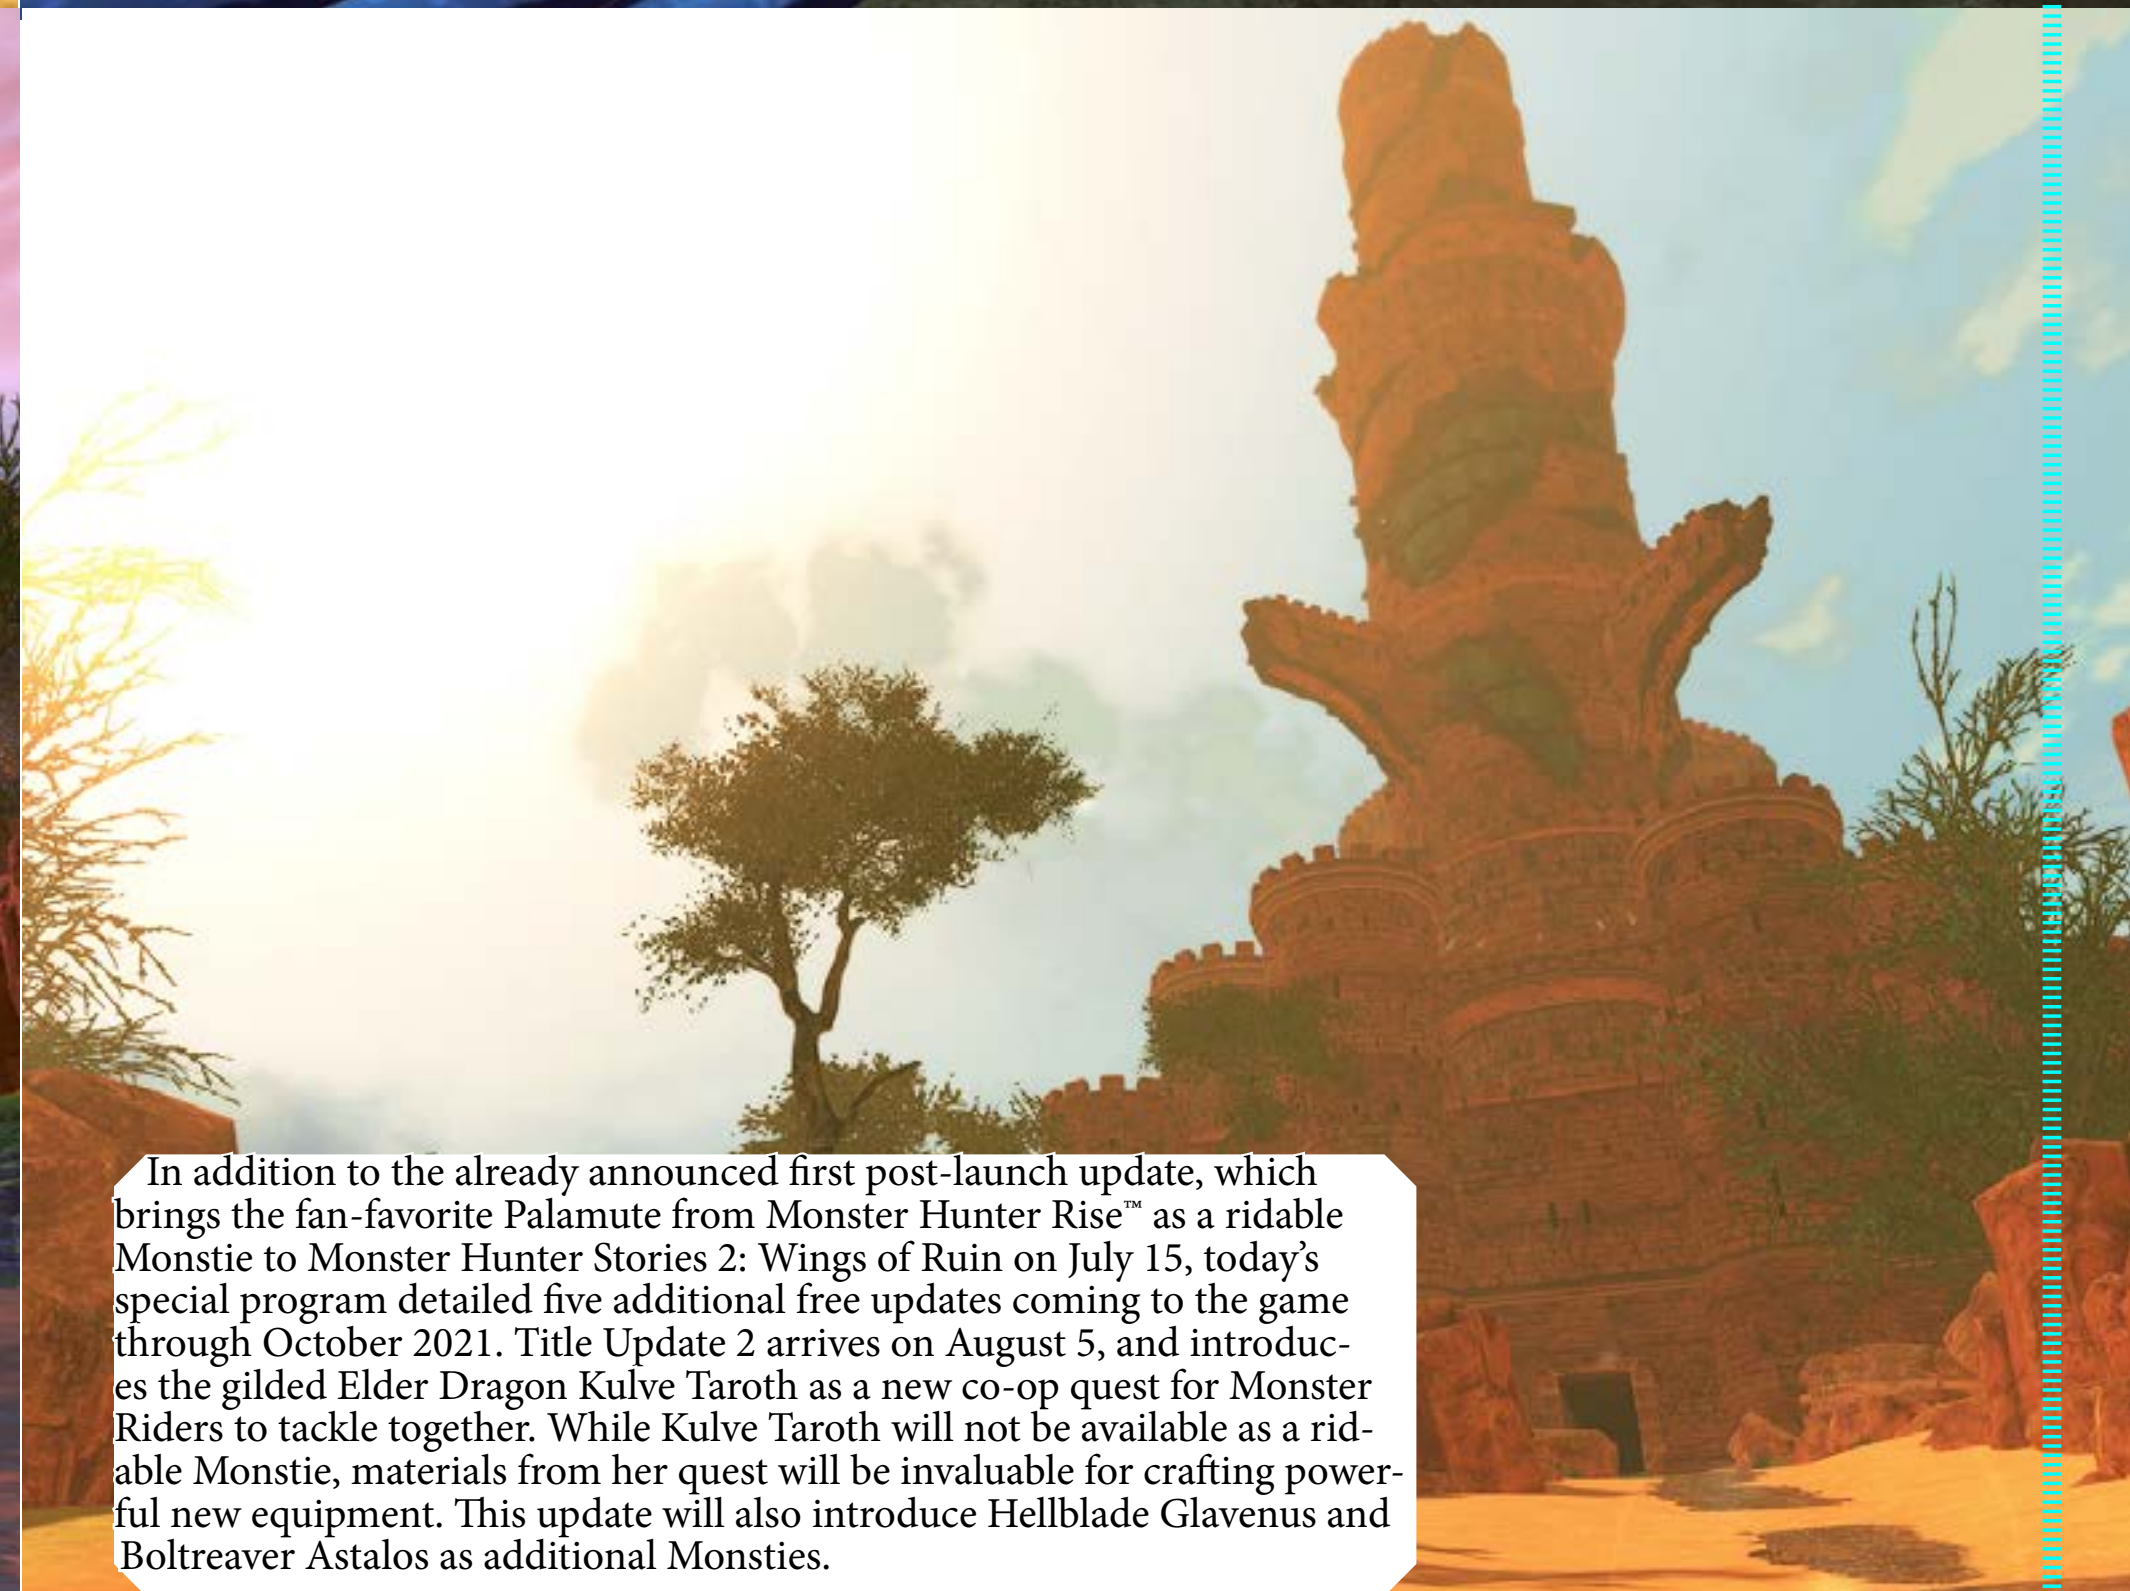 In addition to the already announced first post-launch update, which
brings the fan-favorite Palamute from Monster Hunter Rise™ as a ridable
Monstie to Monster Hunter Stories 2: Wings of Ruin on July 15, today’s
special program detailed five additional free updates coming to the game
through October 2021. Title Update 2 arrives on August 5, and introduc-
es the gilded Elder Dragon Kulve Taroth as a new co-op quest for Monster
Riders to tackle together. While Kulve Taroth will not be available as a rid-
able Monstie, materials from her quest will be invaluable for crafting power-
ful new equipment. This update will also introduce Hellblade Glavenus and
Boltreaver Astalos as additional Monsties.